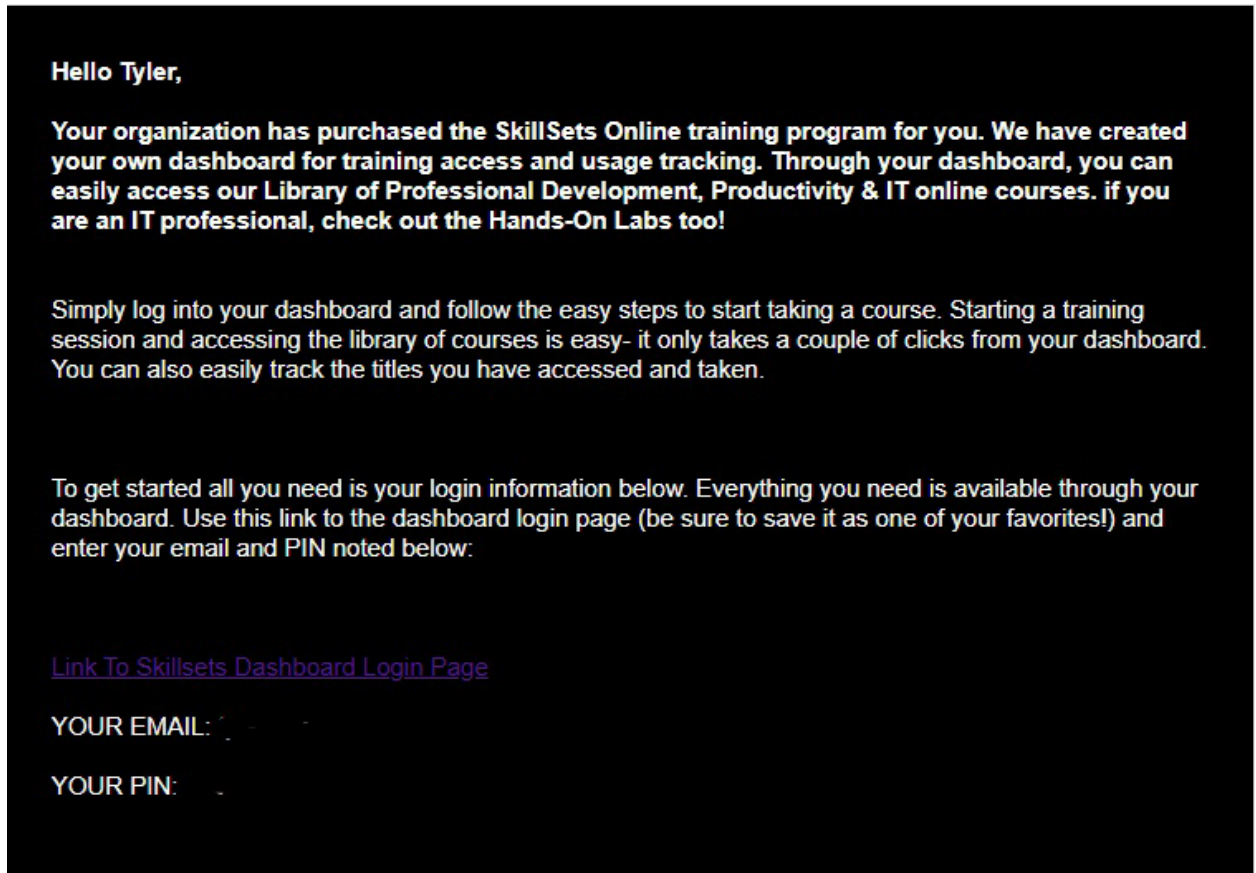 Hello Tyler,
Your organization has purchased the SkillSets Online training program for you. We have created
your own dashboard for training access and usage tracking. Through your dashboard, you can
easily access our Library of Professional Development, Productivity & IT online courses. if you
are an IT professional, check out the Hands-On Labs too!
Simply log into your dashboard and follow the easy steps to start taking a course. Starting a training
session and accessing the library of courses is easy- it only takes a couple of clicks from your dashboard.
You can also easily track the titles you have accessed and taken.
To get started all you need is your login information below. Everything you need is available through your
dashboard. Use this link to the dashboard login page (be sure to save it as one of your favorites!) and
enter your email and PIN noted below:
Link To Skillsets Dashboard Login Page
YOUR EMAIL:
YOUR PIN: